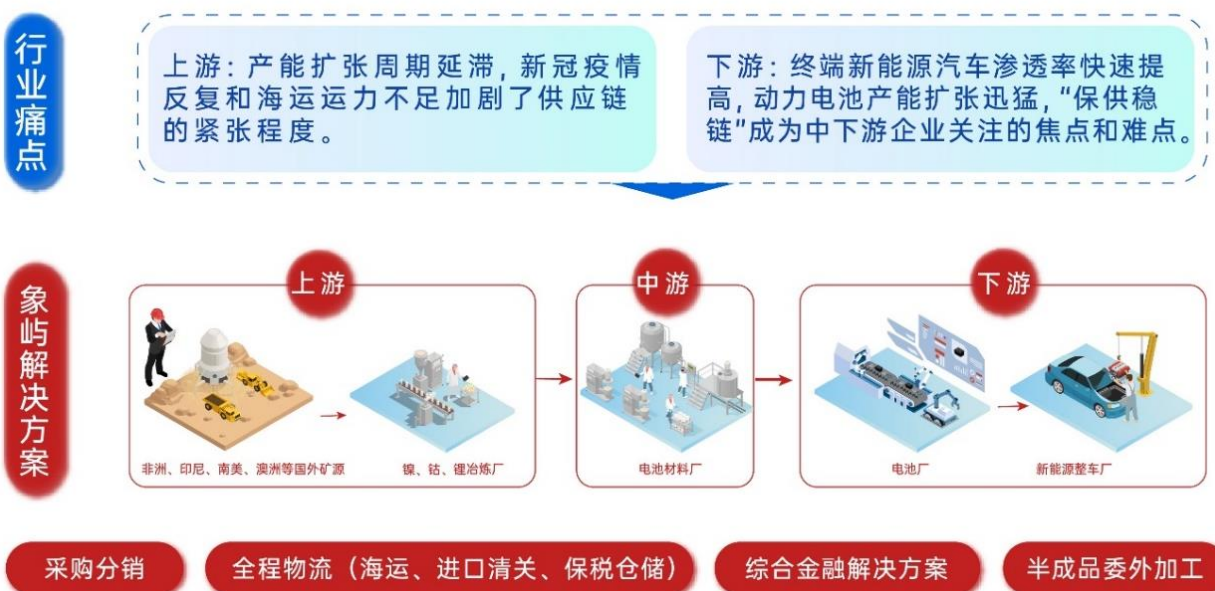 行业痛点
上游：产能扩张周期延滞，新冠疫情
反复和海运运力不足加剧了供应链
的紧张程度。
下游：终端新能源汽车渗透率快速提
高，动力电池产能扩张迅猛，“保供稳
链”成为中下游企业关注的焦点和难点。
象屿解决方案
上游
中游
下游
非洲、印尼、南美、澳洲等国外矿源
镍、钴、锂冶炼厂
电池材料厂
电池厂
新能源整车厂
采购分销
全程物流（海运、进口清关、保税仓储）
综合金融解决方案
半成品委外加工